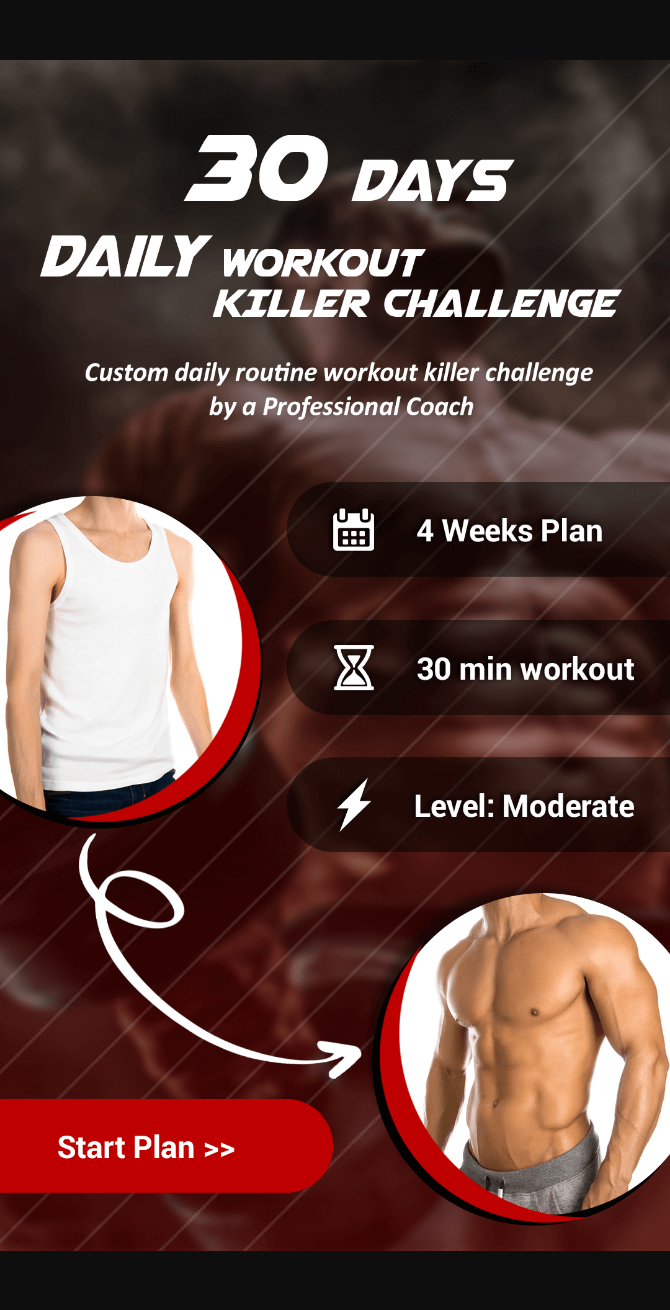 30 DAYS
DAILY WORKOUT
KILLER CHALLENGE
Custom daily routine workout killer challenge
by a Professional Coach
4 Weeks Plan
30 min workout
Level: Moderate
Start Plan >>